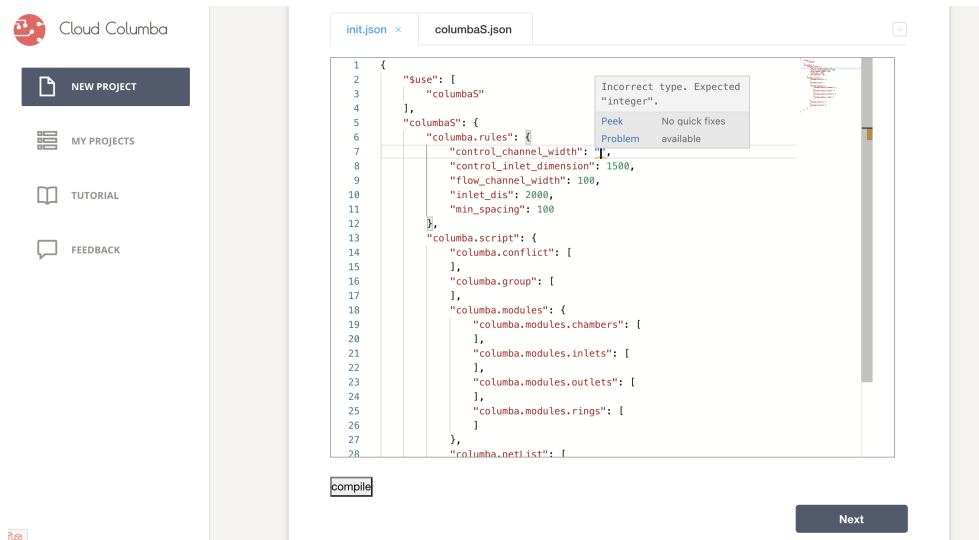 Cloud Columba
NEW PROJECT
MY PROJECTS
TUTORIAL
FEEDBACK
init.json ×
columbaS.json
1 {
2 "$use": [
3 "columbaS"
4 ],
5 "columbaS": {
6 "columba.rules": {
7 "control_channel_width": "",
8 "control_inlet_dimension": 1500,
9 "flow_channel_width": 100,
10 "inlet_dis": 2000,
11 "min_spacing": 100
12 },
13 "columba.script": {
14 "columba.conflict": [
15 ],
16 "columba.group": [
17 ],
18 "columba.modules": {
19 "columba.modules.chambers": [
20 ],
21 "columba.modules.inlets": [
22 ],
23 "columba.modules.outlets": [
24 ],
25 "columba.modules.rings": [
26 ]
27 },
28 "columba.netList": [
Incorrect type. Expected
"integer".
Peek No quick fixes
Problem available
compile
Next